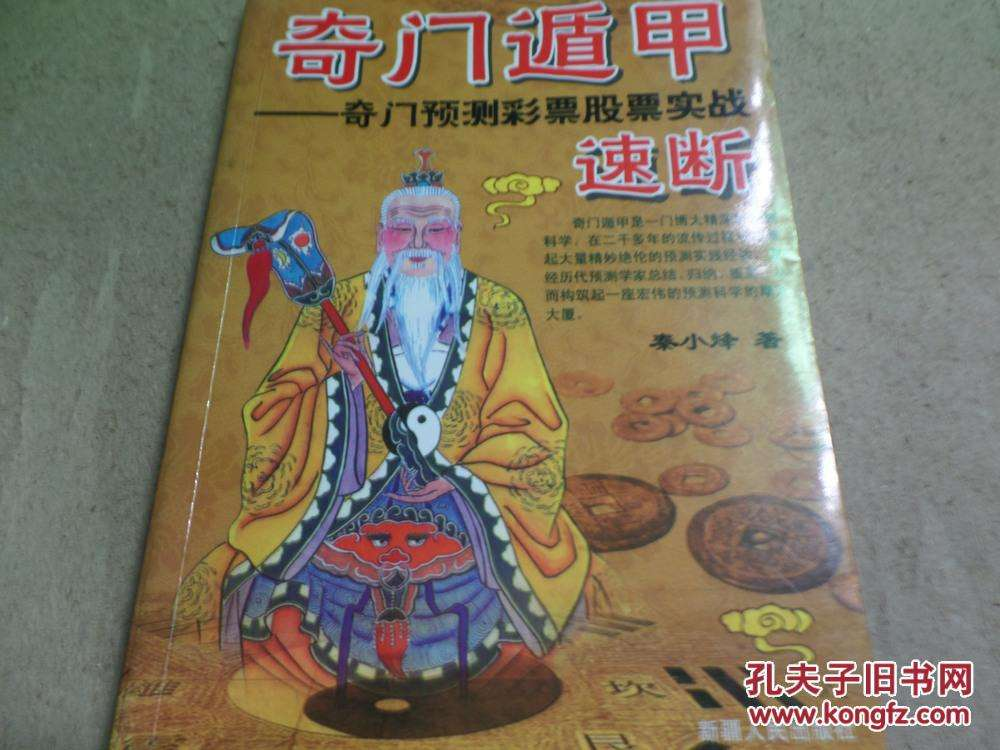 奇门遁甲
——奇门预测彩票股票实战
速断
奇门遁甲是一门博大精
科学，在二千多年的流传过
起大量精妙绝伦的预测实践经
经历代预测学家总结、归纳、
而构筑起一座宏伟的预测科学的
大厦。
秦小烽 著
坎
孔夫子旧书网
www.kongfz.com
新疆人民出版社